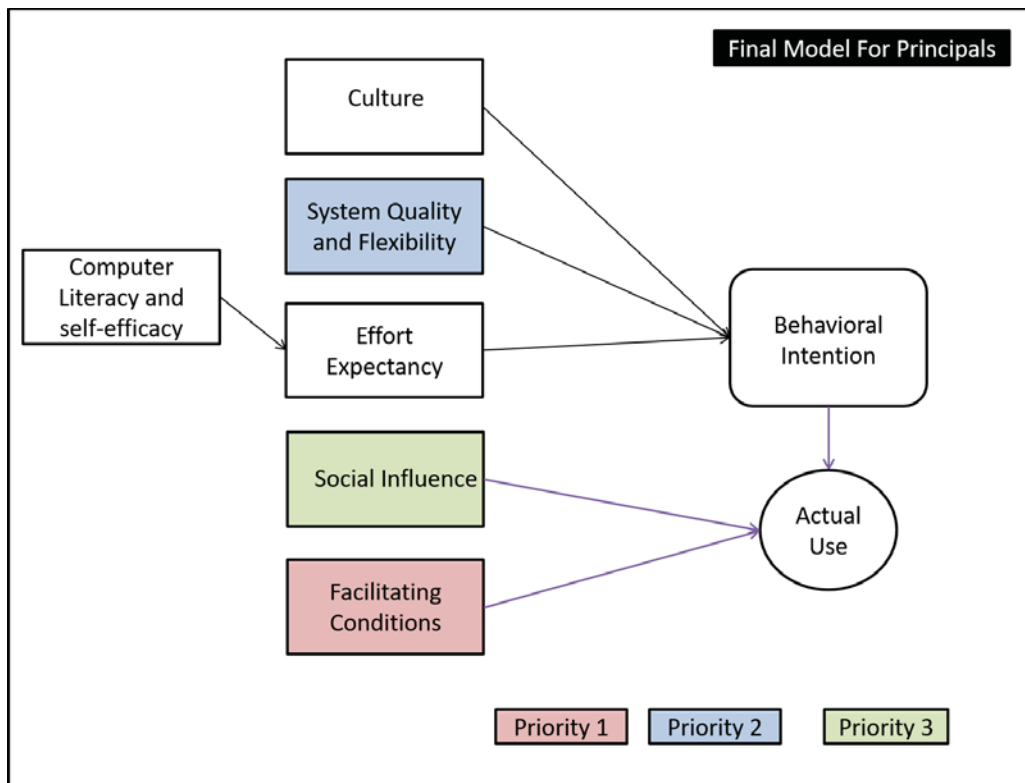 Final Model For Principals
Culture
System Quality
and Flexibility
Computer
Literacy and
self-efficacy
Effort
Expectancy
Behavioral
Intention
Social Influence
Actual
Use
Facilitating
Conditions
Priority 1
Priority 2
Priority 3